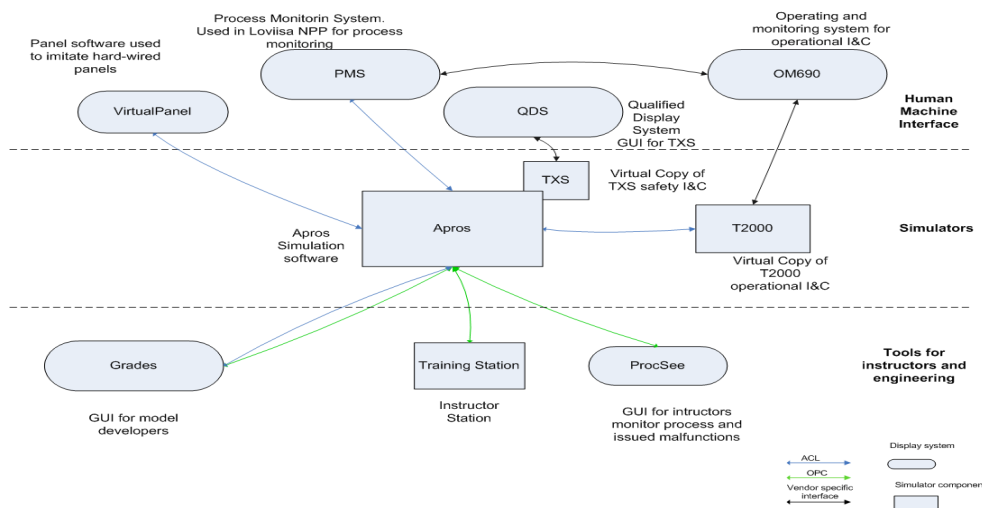 Process Monitorin System.
Used in Loviisa NPP for process
monitoring
Operating and
monitoring system for
operational I&C
Panel software used
to imitate hard-wired
panels
PMS
OM690
VirtualPanel
QDS
Qualified
Display
System
GUI for TXS
Human
Machine
Interface
TXS
Virtual Copy of
TXS safety I&C
Apros
T2000
Simulators
Apros
Simulation
software
Virtual Copy of
T2000
operational I&C
Grades
Training Station
ProcSee
Tools for
instructors and
engineering
GUI for model
developers
Instructor
Station
GUI for intructors
monitor process and
issued malfunctions
ACL
OPC
Vendor specific
interface
Display system
Simulator component